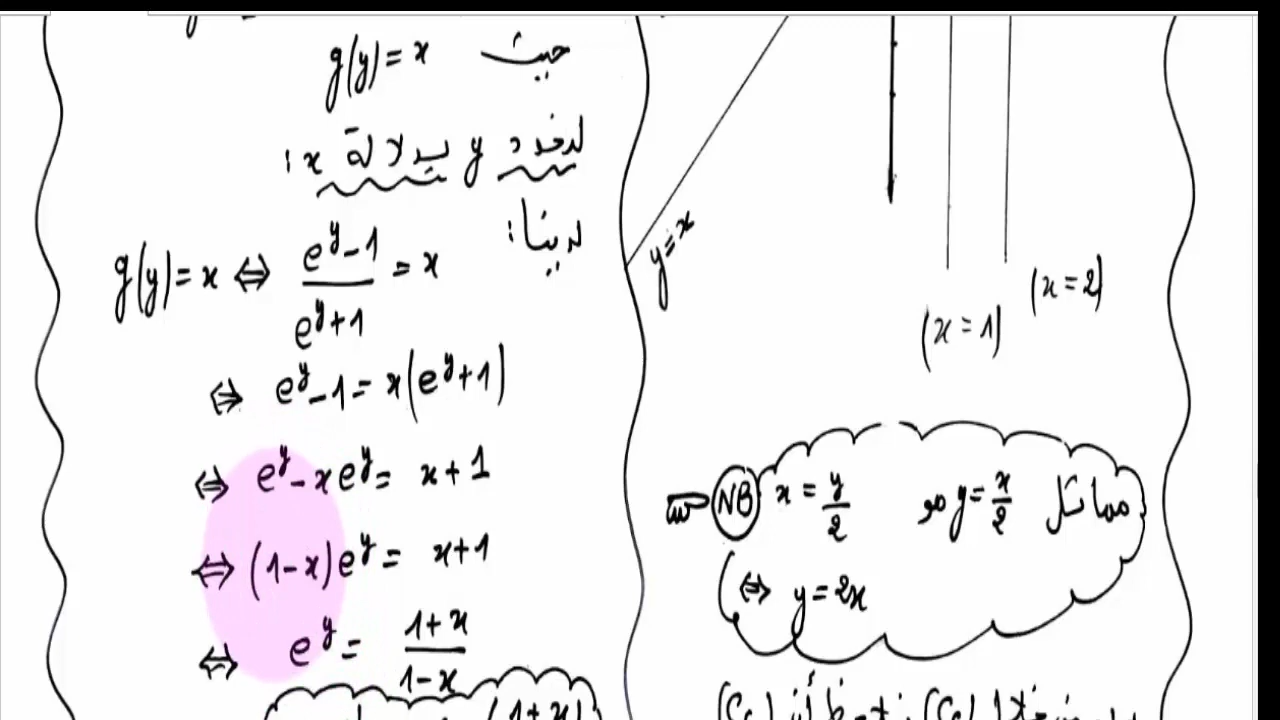 حيث g(y) = x
لنحدد y بدلالة x :
لدينا :
g(y) = x ⇔ (e^y - 1)/(e^y + 1) = x
⇔ e^y - 1 = x(e^y + 1)
⇔ e^y - xe^y = x + 1
⇔ (1-x)e^y = x+1
⇔ e^y = (1+x)/(1-x)
(1+x)
y = x
(x = 2)
(x = 1)
NB x = y/2 هو y = x/2 مماثل
⇔ y = 2x